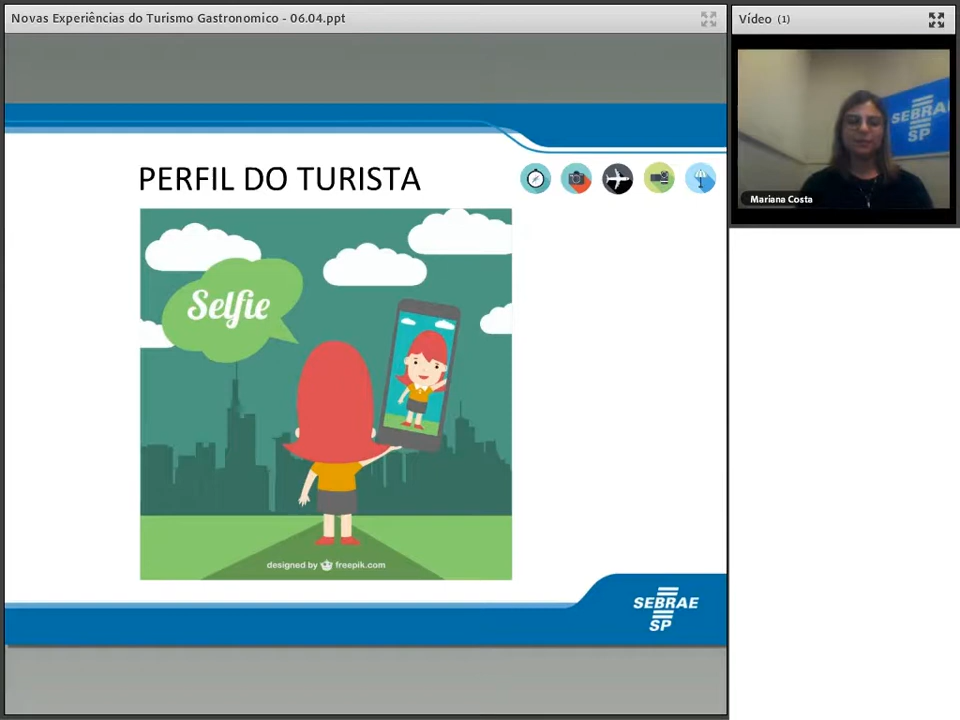 Novas Experiências do Turismo Gastronomico - 06.04.ppt
Vídeo (1)
SEBRAE
SP
Mariana Costa
PERFIL DO TURISTA
Selfie
designed by freepik.com
SEBRAE
SP